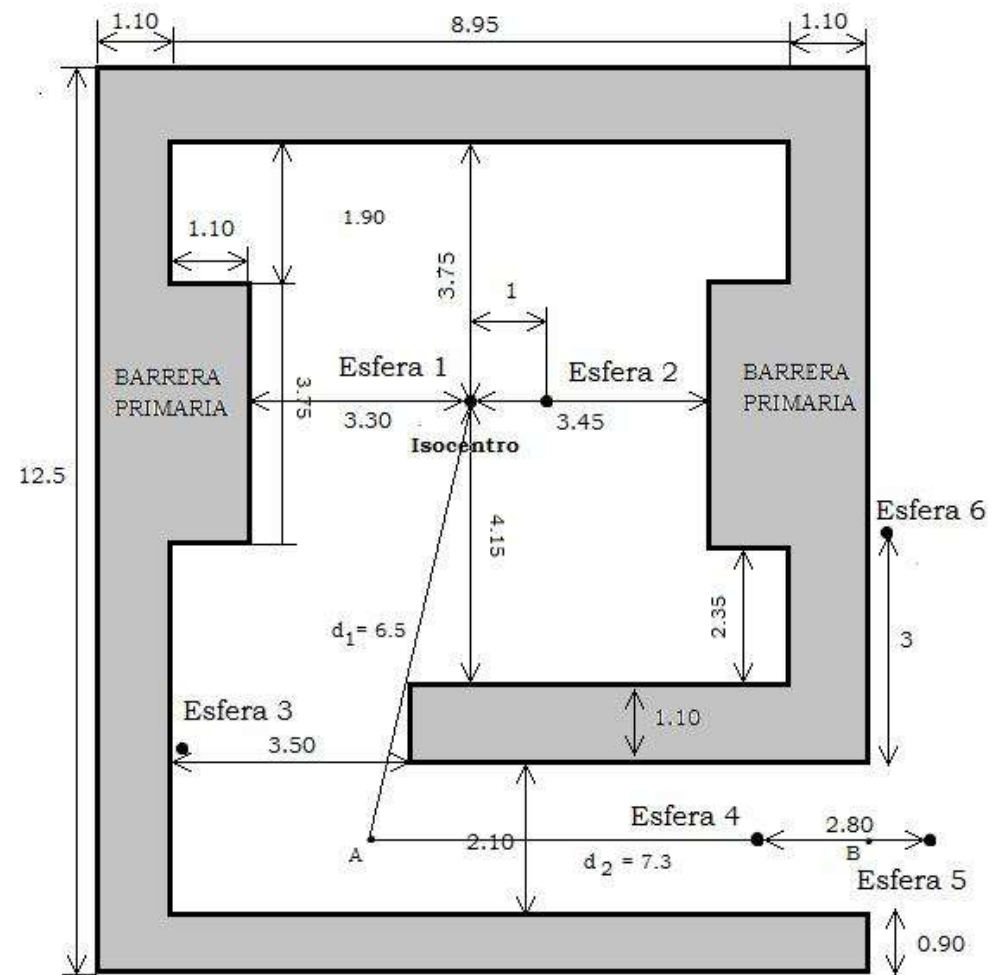 1.10
8.95
1.10
1.90
1.10
3.75
1
Esfera 1
Esfera 2
BARRERA
PRIMARIA
BARRERA
PRIMARIA
3.75
3.30
3.45
Isocentro
12.5
Esfera 6
4.15
d1= 6.5
2.35
3
Esfera 3
1.10
3.50
Esfera 4
2.80
A
2.10
B
d2 = 7.3
Esfera 5
0.90